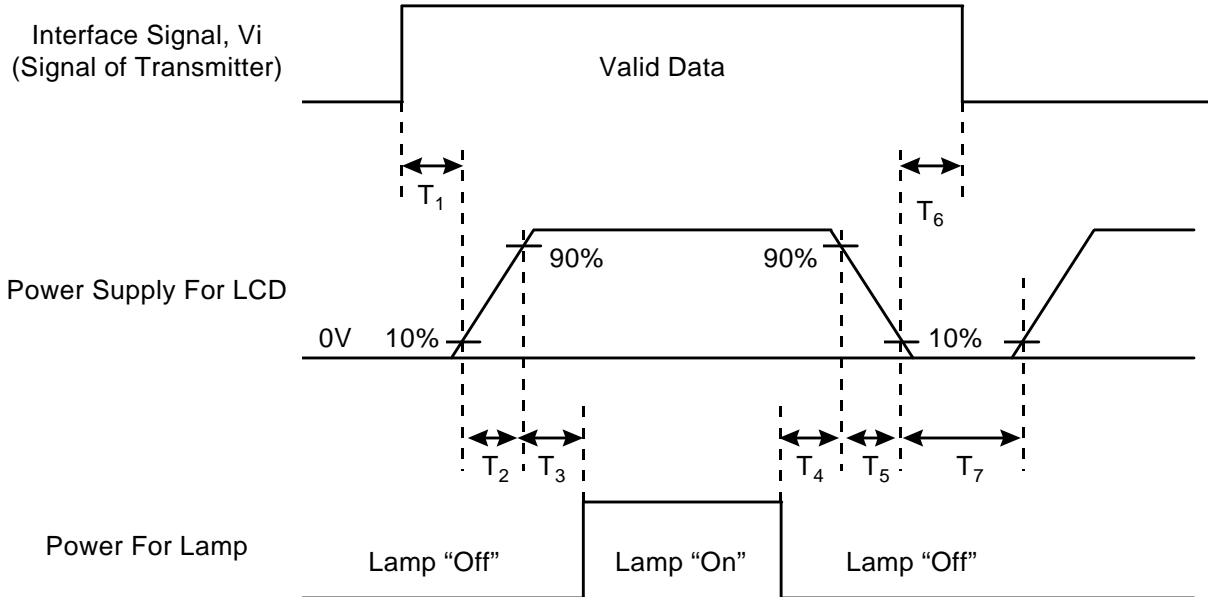 Interface Signal, Vi
(Signal of Transmitter)
Valid Data
T1
T6
Power Supply For LCD
90%
90%
0V
10%
10%
T2
T3
T4
T5
T7
Power For Lamp
Lamp “Off”
Lamp “On”
Lamp “Off”